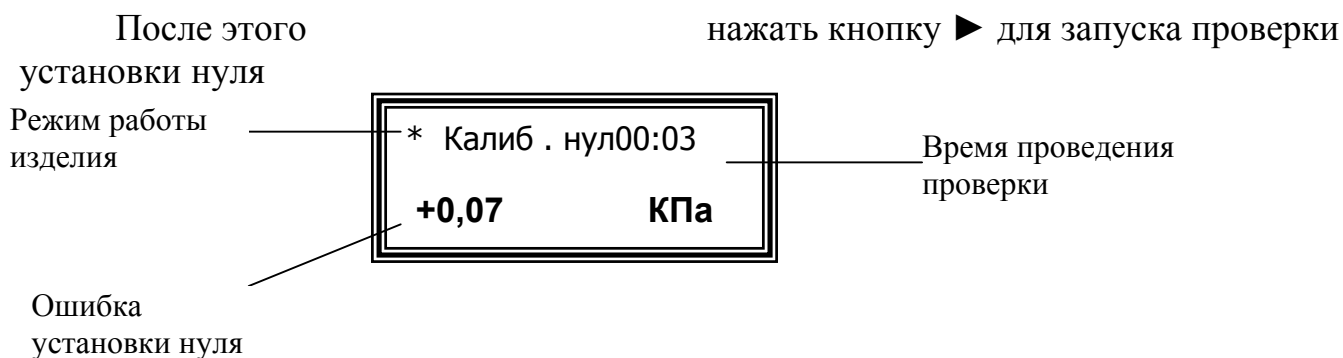 После этого нажать кнопку ► для запуска проверки
установки нуля
Режим работы
изделия
* Калиб . нул00:03
+0,07 КПа
Время проведения
проверки
Ошибка
установки нуля